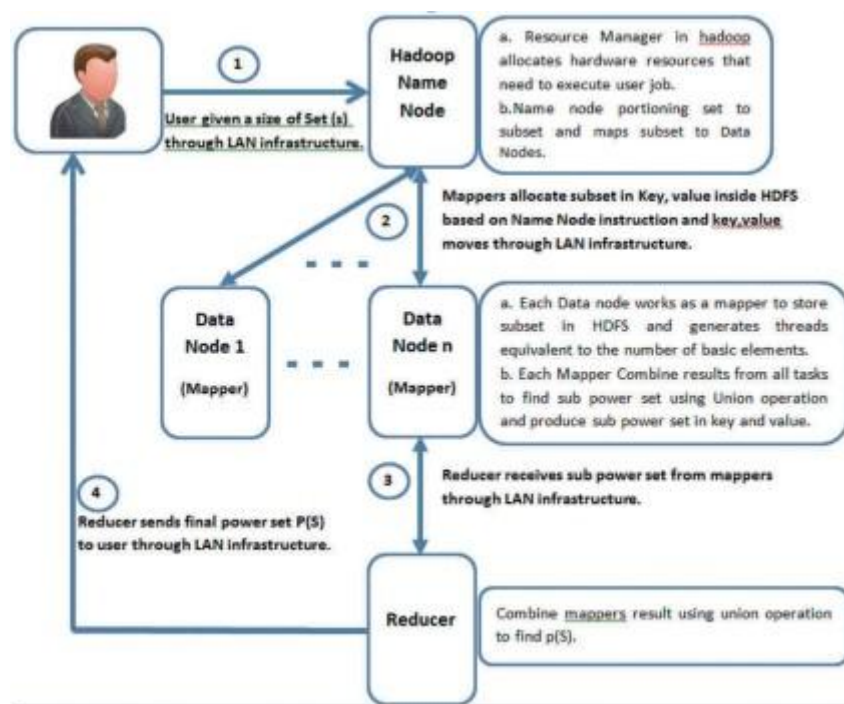 1
User given a size of Set (s)
through LAN infrastructure.
Hadoop
Name
Node
a. Resource Manager in hadoop
allocates hardware resources that
need to execute user job.
b.Name node portioning set to
subset and maps subset to Data
Nodes.
2
Mappers allocate subset in Key, value inside HDFS
based on Name Node instruction and key,value
moves through LAN infrastructure.
Data
Node 1
(Mapper)
Data
Node n
(Mapper)
a. Each Data node works as a mapper to store
subset in HDFS and generates threads
equivalent to the number of basic elements.
b. Each Mapper Combine results from all tasks
to find sub power set using Union operation
and produce sub power set in key and value.
3
Reducer receives sub power set from mappers
through LAN infrastructure.
4
Reducer sends final power set P(S)
to user through LAN infrastructure.
Reducer
Combine mappers result using union operation
to find p(S).